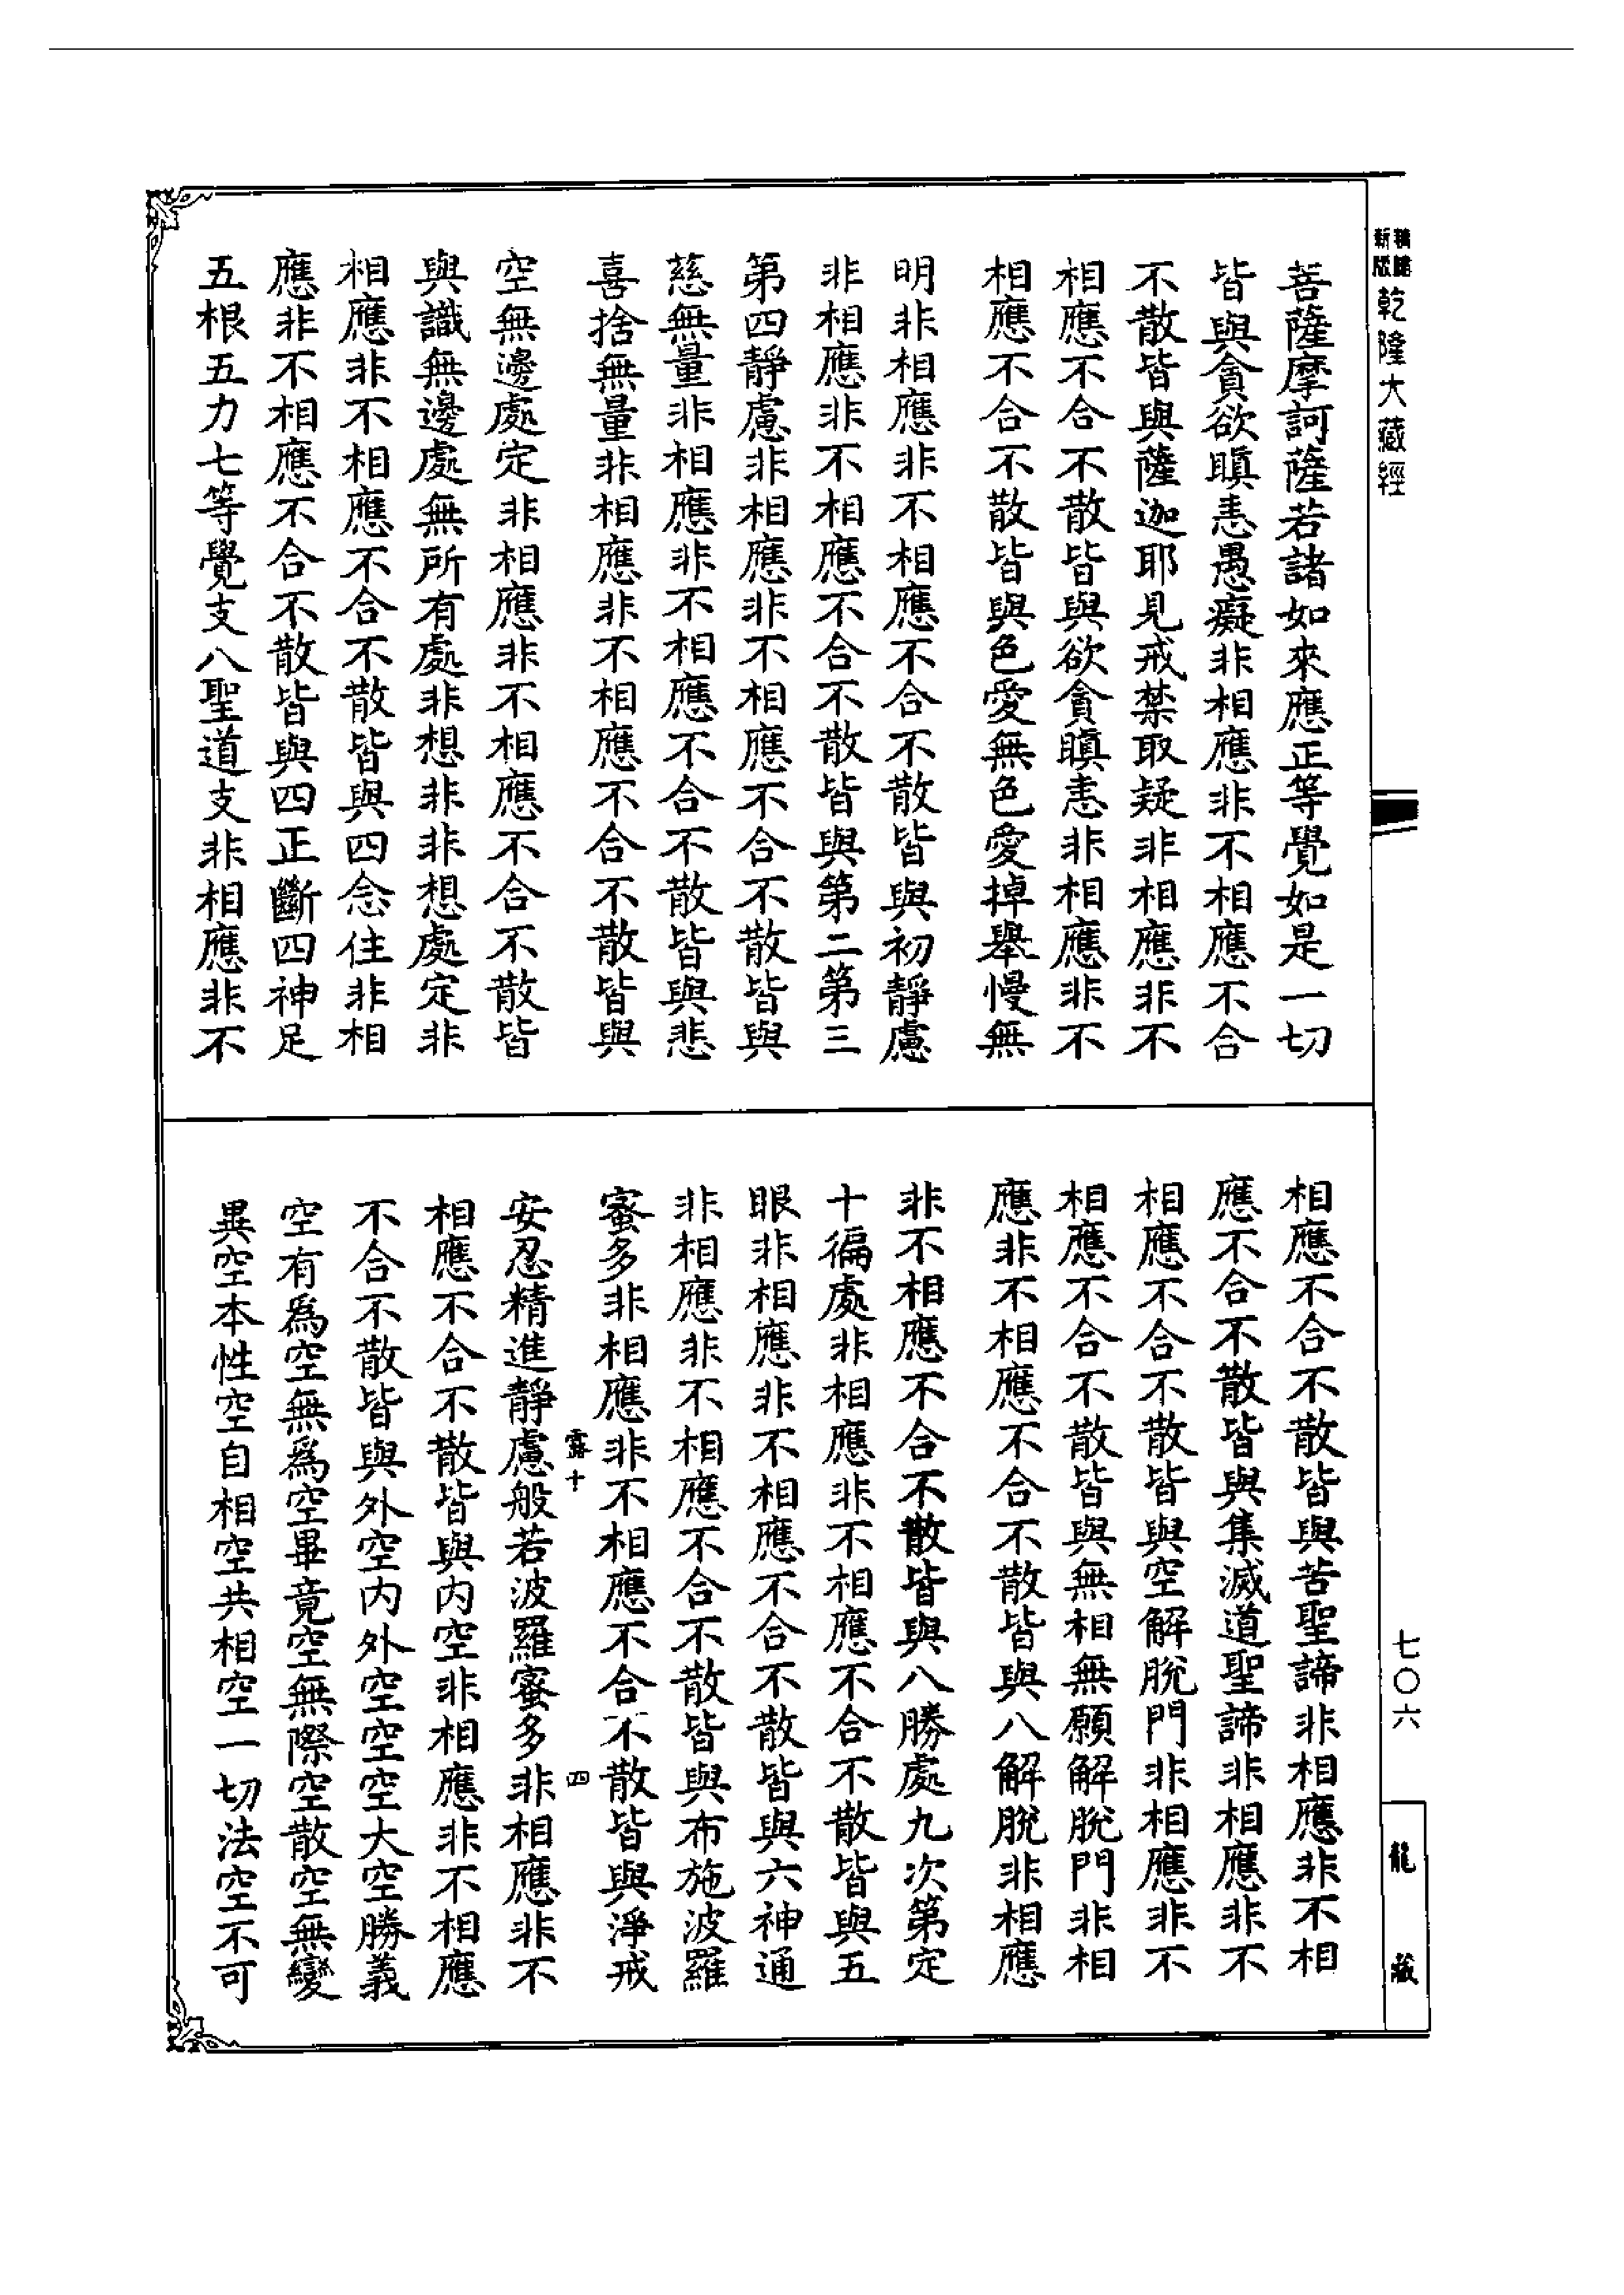 乾隆大藏經
菩薩摩訶薩若諸如來應正等覺如是一切
皆與貪欲瞋恚愚癡非相應非不相應不合
不散皆與薩迦耶見戒禁取疑非相應非不
相應不合不散皆與欲貪瞋恚非相應非不
相應不合不散皆與色愛無色愛掉舉慢無
明非相應非不相應不合不散皆與初靜慮
非相應非不相應不合不散皆與第二第三
第四靜慮非相應非不相應不合不散皆與
慈無量非相應非不相應不合不散皆與悲
喜捨無量非相應非不相應不合不散皆與
空無邊處定非相應非不相應不合不散皆
與識無邊處無所有處非想非非想處定非
相應非不相應不合不散皆與四念住非相
應非不相應不合不散皆與四正斷四神足
五根五力七等覺支八聖道支非相應非不
相應不合不散皆與苦聖諦非相應非不相
應不合不散皆與集滅道聖諦非相應非不
相應不合不散皆與空解脫門非相應非不
相應不合不散皆與無相無願解脫門非相
應非不相應不合不散皆與八解脫非相應
非不相應不合不散皆與八勝處九次第定
十徧處非相應非不相應不合不散皆與五
眼非相應非不相應不合不散皆與六神通
非相應非不相應不合不散皆與布施波羅
蜜多非相應非不相應不合不散皆與淨戒
露十 四
安忍精進靜慮般若波羅蜜多非相應非不
相應不合不散皆與內空非相應非不相應
不合不散皆與外空內外空空空大空勝義
空有爲空無爲空畢竟空無際空散空無變
異空本性空自相空共相空一切法空不可
七〇六
龍藏